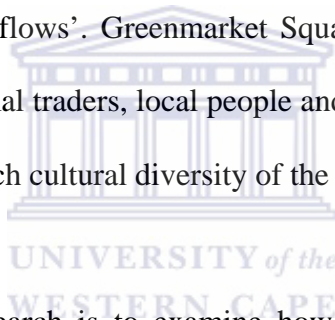 flows’. Greenmarket Squa
al traders, local people and
ch cultural diversity of the
UNIVERSITY of the
WESTERN CAPE
earch is to examine how